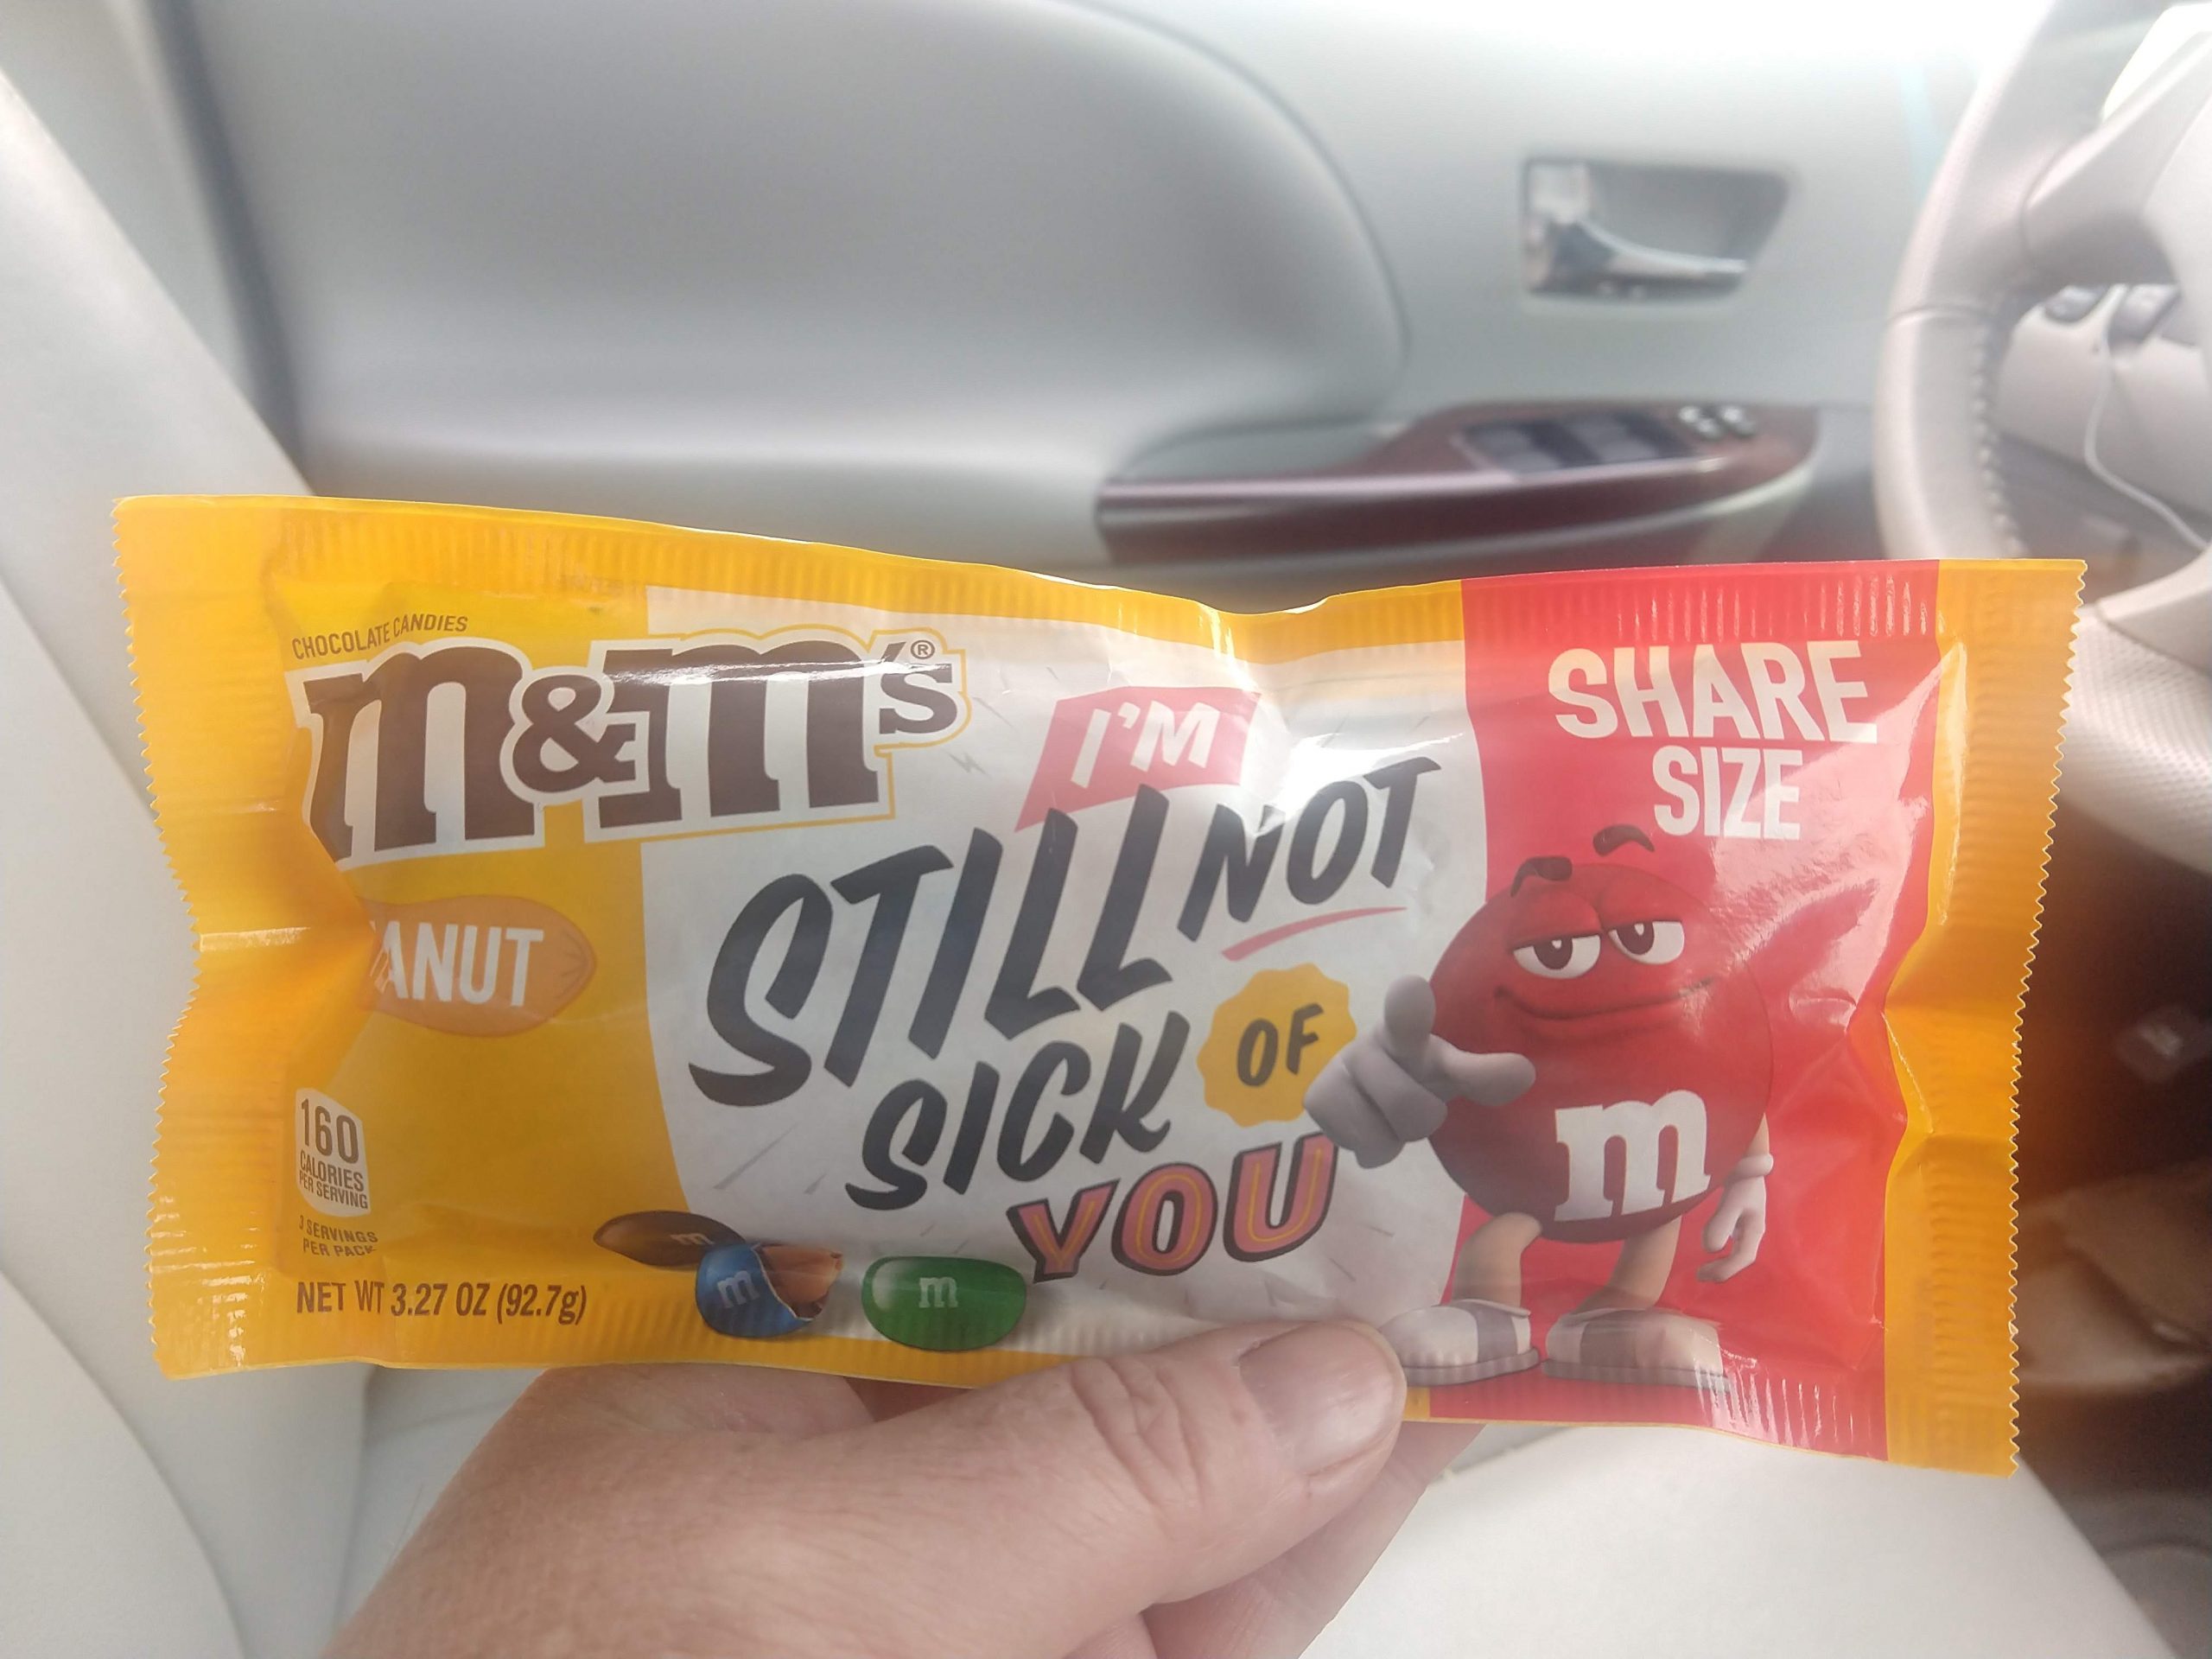 CHOCOLATE CANDIES
m&m's®
ANUT
160
CALORIES
PER SERVING
3 SERVINGS
PER PACK
NET WT 3.27 OZ (92.7g)
I'M
STILL NOT
SICK OF
YOU
m
m
m
SHARE
SIZE
m